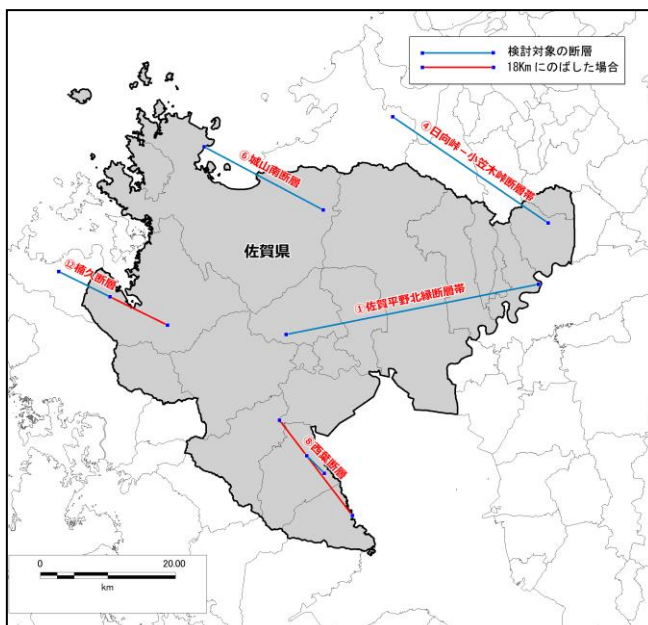 検討対象の断層
18Kmにのばした場合
④日向峠－小笠木峠断層帯
⑥城山南断層
佐賀県
⑫楠久断層
①佐賀平野北縁断層帯
⑧西葉断層
0 20.00
km